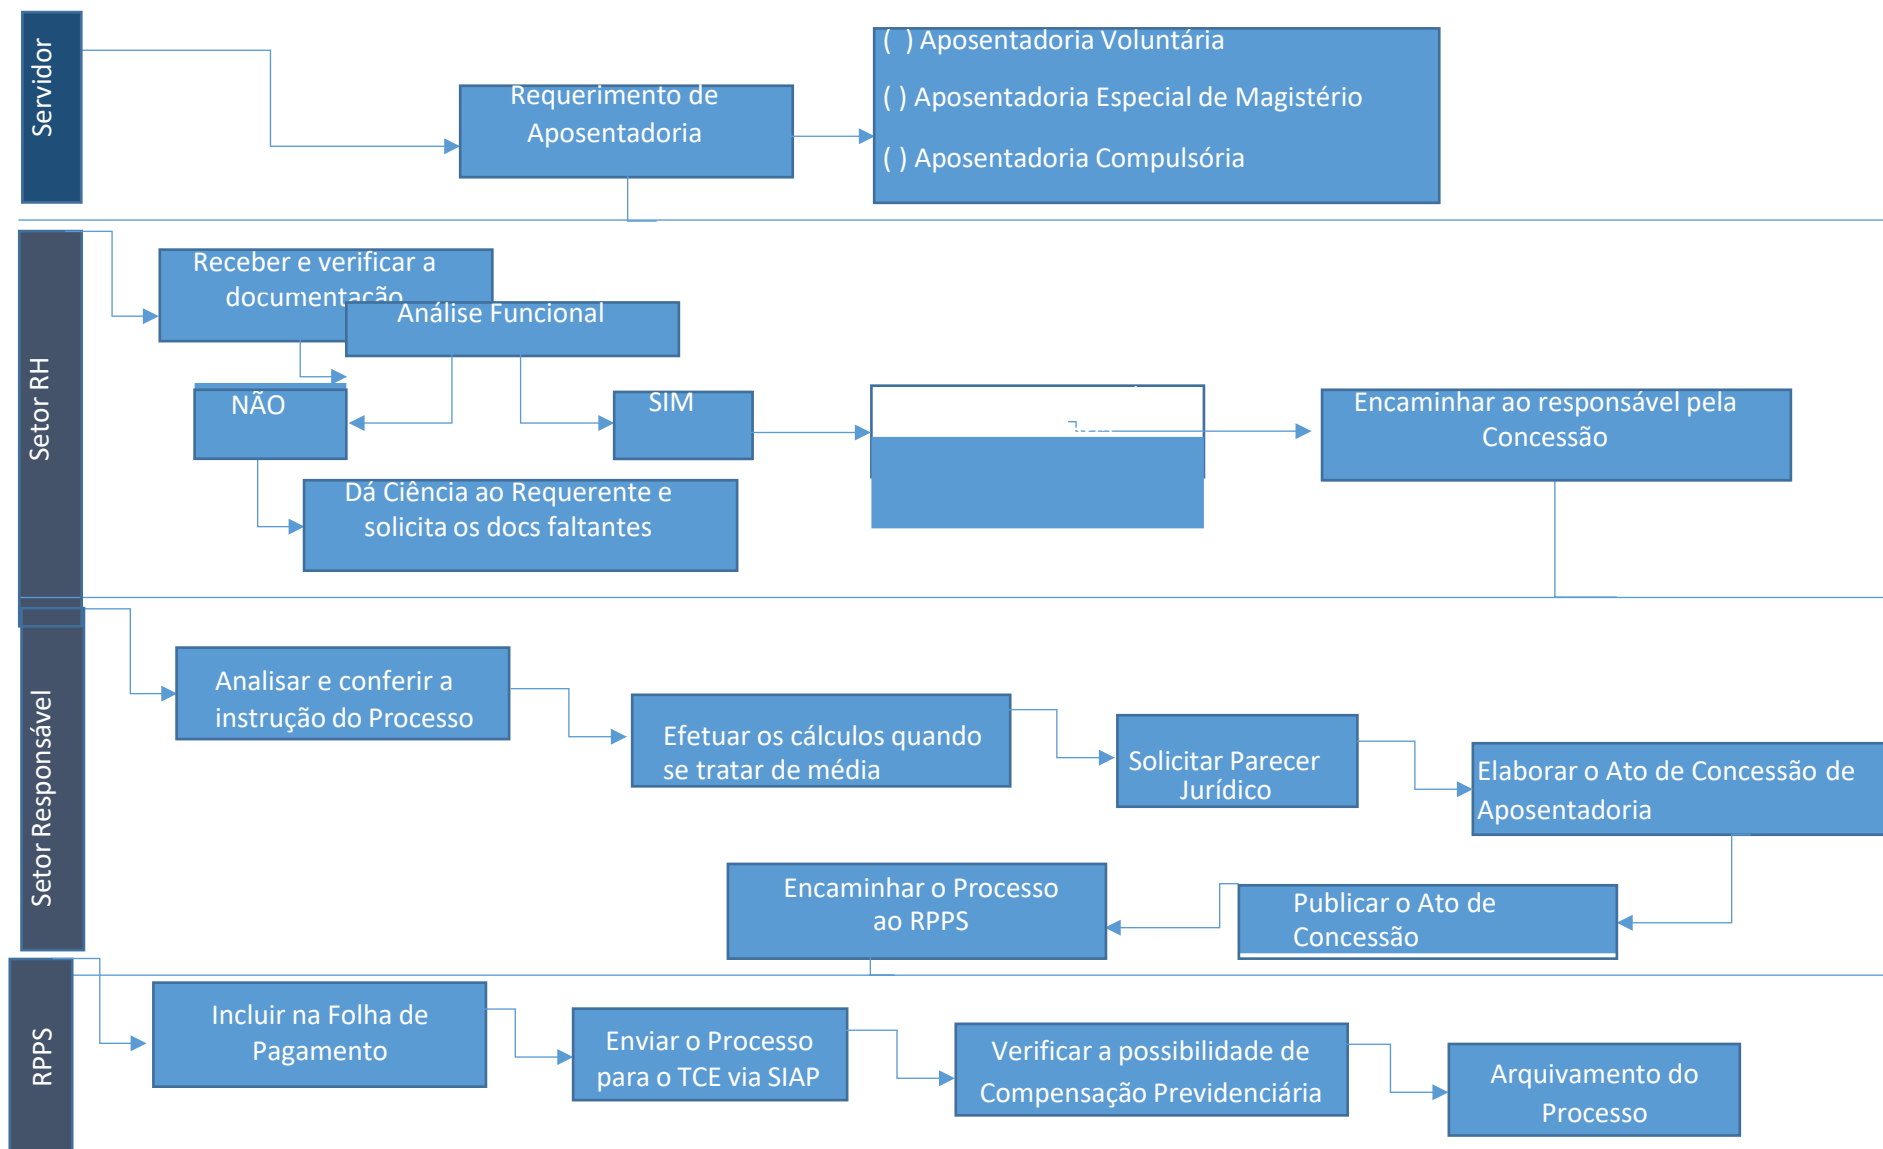 Servidor
Requerimento de
Aposentadoria
( ) Aposentadoria Voluntária
( ) Aposentadoria Especial de Magistério
( ) Aposentadoria Compulsória
Setor RH
Receber e verificar a
documentação
Análise Funcional
NÃO
SIM
Encaminhar ao responsável pela
Concessão
Dá Ciência ao Requerente e
solicita os docs faltantes
Setor Responsável
Analisar e conferir a
instrução do Processo
Efetuar os cálculos quando
se tratar de média
Solicitar Parecer
Jurídico
Elaborar o Ato de Concessão de
Aposentadoria
Encaminhar o Processo
ao RPPS
Publicar o Ato de
Concessão
RPPS
Incluir na Folha de
Pagamento
Enviar o Processo
para o TCE via SIAP
Verificar a possibilidade de
Compensação Previdenciária
Arquivamento do
Processo